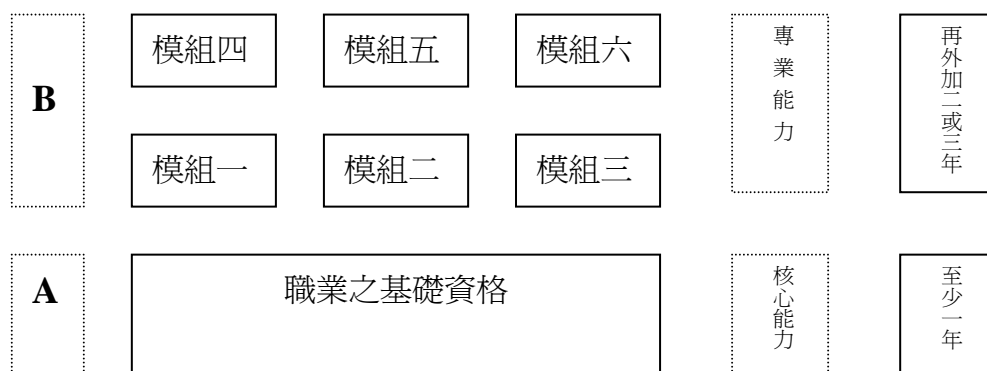 模組四 模組五 模組六
B
模組一 模組二 模組三
專業能力
再外加二或三年
A
職業之基礎資格
核心能力
至少一年